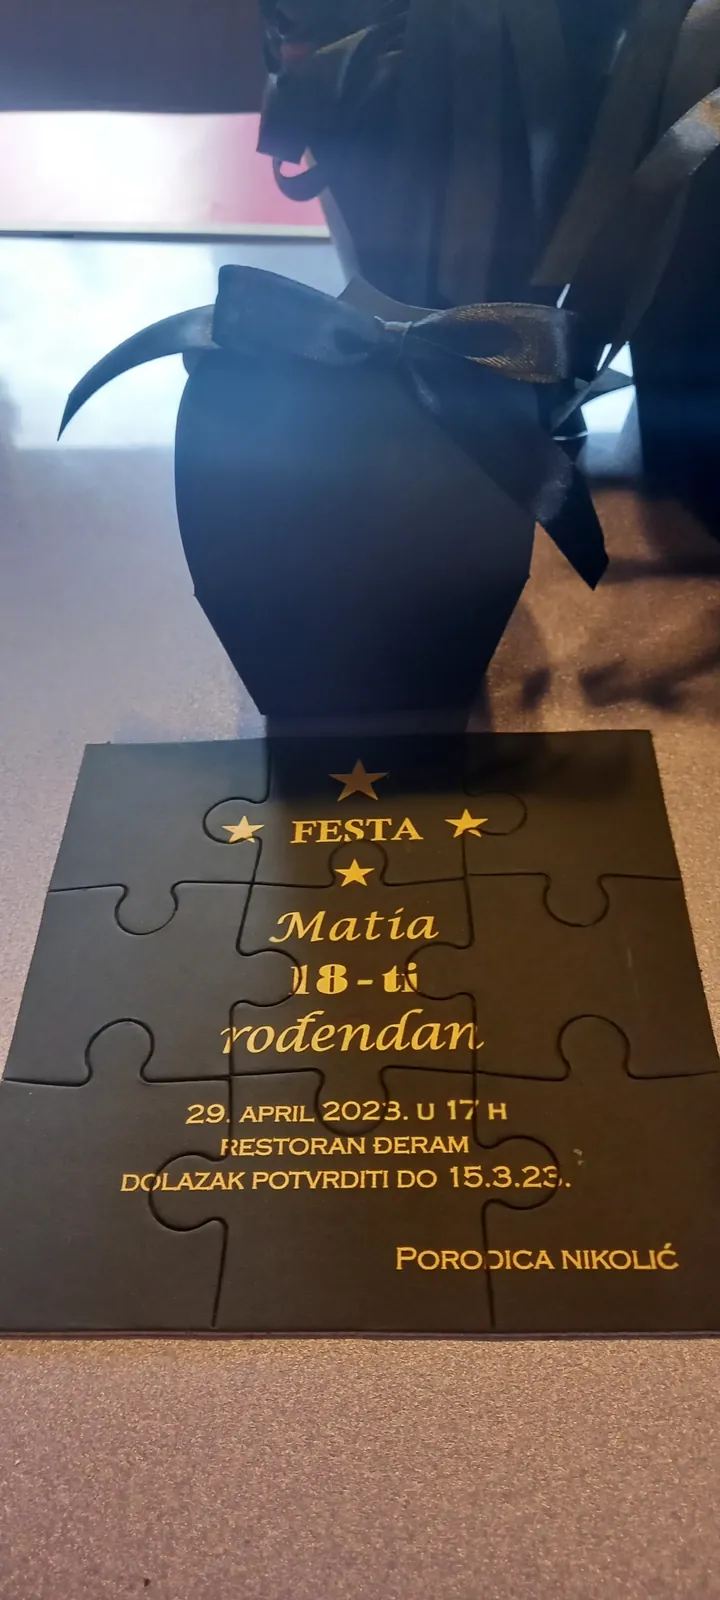 FESTA
Matia
18-ti
rođendan
29. APRIL 2023. U 17 H
RESTORAN ĐERAM
DOLAZAK POTVRDITI DO 15.3.23.
PORODICA NIKOLIĆ